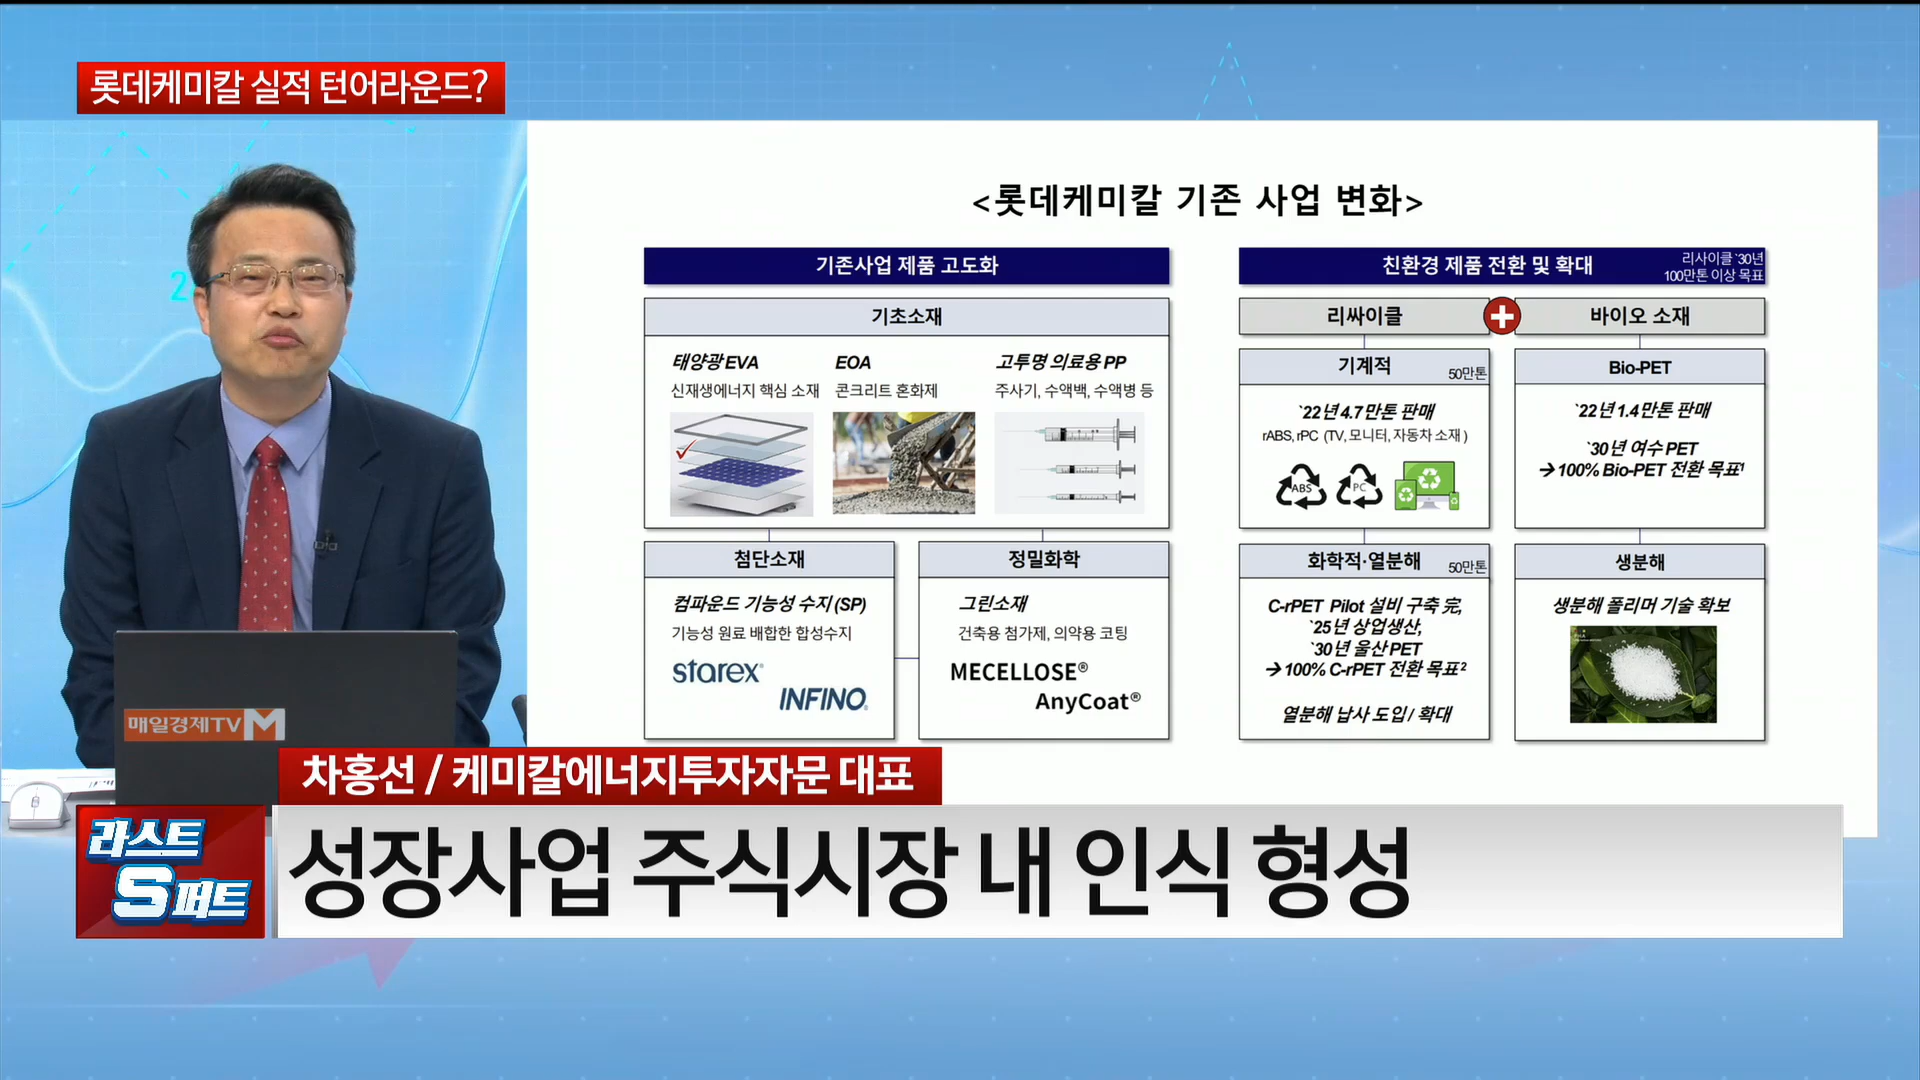 롯데케미칼 실적 턴어라운드?
<롯데케미칼 기존 사업 변화>
기존사업 제품 고도화
기초소재
태양광 EVA
신재생에너지 핵심 소재
EOA
콘크리트 혼화제
고투명 의료용 PP
주사기, 수액백, 수액병 등
첨단소재
컴파운드 기능성 수지 (SP)
기능성 원료 배합한 합성수지
starex®
INFINO®
정밀화학
그린소재
건축용 첨가제, 의약용 코팅
MECELLOSE®
AnyCoat®
친환경 제품 전환 및 확대
리사이클 `30년
100만톤 이상 목표
리싸이클
바이오 소재
기계적 50만톤
`22년 4.7만톤 판매
rABS, rPC (TV, 모니터, 자동차 소재)
ABS
PC
Bio-PET
`22년 1.4만톤 판매
`30년 여수 PET
→ 100% Bio-PET 전환 목표¹
화학적·열분해 50만톤
C-rPET Pilot 설비 구축 完,
`25년 상업생산,
`30년 울산 PET
→ 100% C-rPET 전환 목표²
열분해 납사 도입 / 확대
생분해
생분해 폴리머 기술 확보
매일경제TV M
차홍선 / 케미칼에너지투자자문 대표
라스트
S퍼트
성장사업 주식시장 내 인식 형성